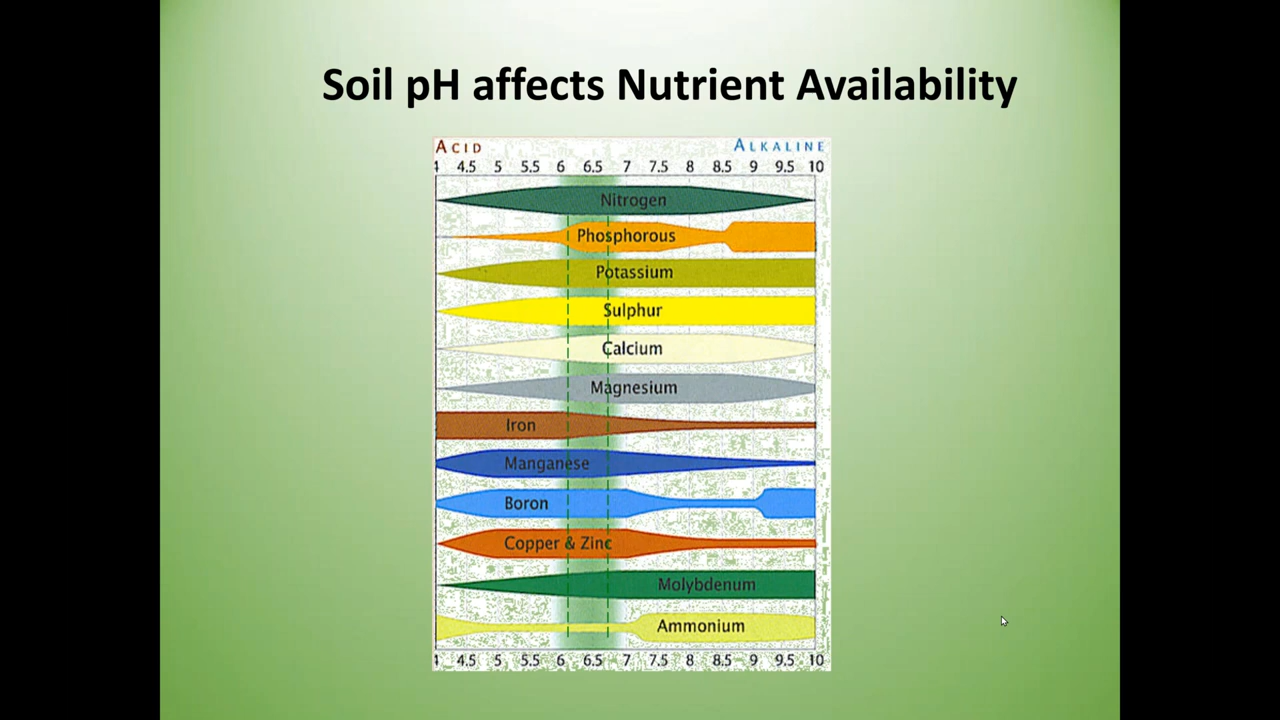 Soil pH affects Nutrient Availability
ACID ALKALINE
4 4.5 5 5.5 6 6.5 7 7.5 8 8.5 9 9.5 10
Nitrogen
Phosphorous
Potassium
Sulphur
Calcium
Magnesium
Iron
Manganese
Boron
Copper & Zinc
Molybdenum
Ammonium
4 4.5 5 5.5 6 6.5 7 7.5 8 8.5 9 9.5 10